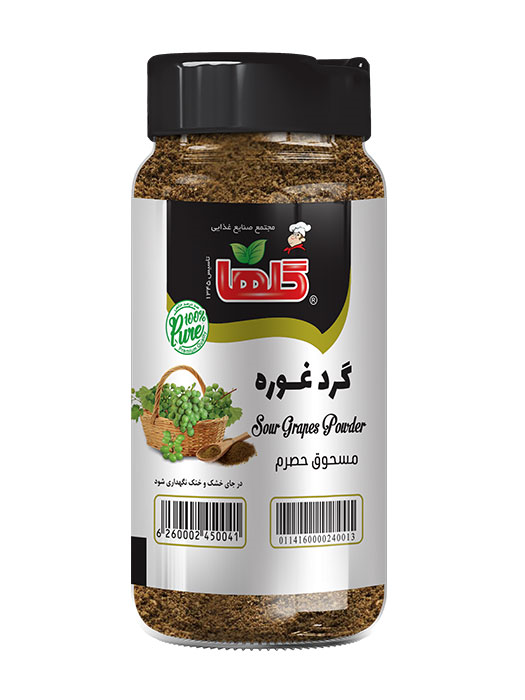 مجتمع صنایع غذایی
گلها
®
تاسیس ۱۳۴۵
100%
Pure
گرد غوره
Sour Grapes Powder
مسحوق حصرم
در جای خشک و خنک نگهداری شود
6 260002 450041
0114160000240013